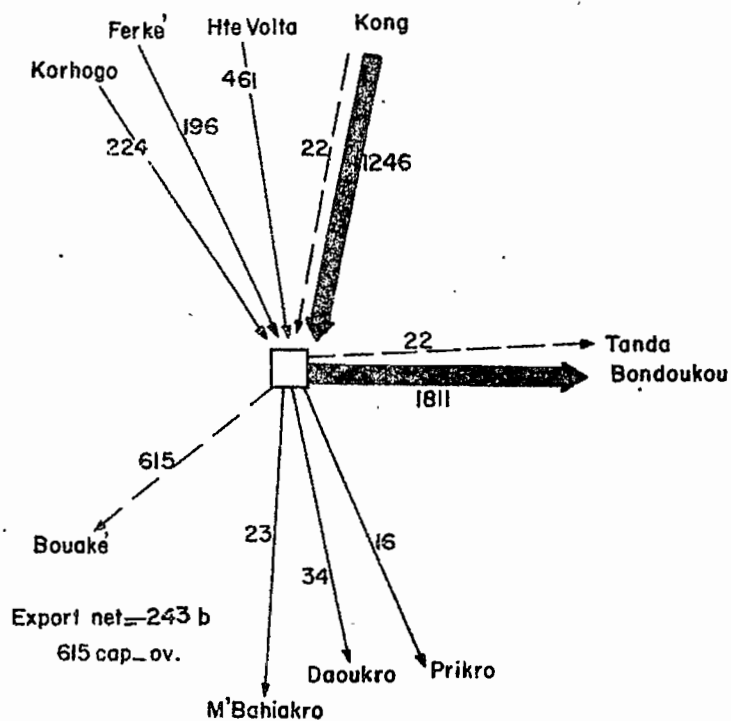 Ferké
Hte Volta
Kong
Korhogo
461
196
224
22
1246
22
Tanda
Bondoukou
1811
615
23
16
34
Bouaké
Export net=-243 b
615 cap_ov.
Daoukro
Prikro
M'Bahiakro